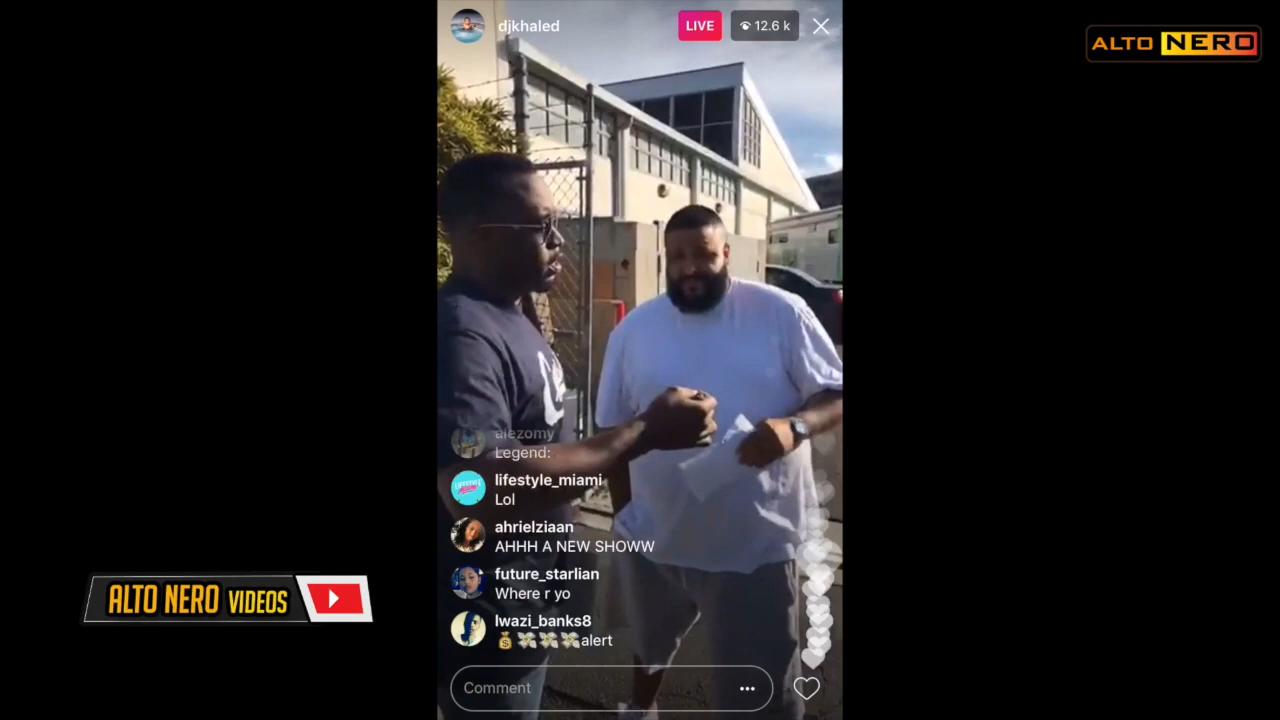 djkhaled
LIVE
12.6 k
ALTO NERO
alezomy
Legend:
lifestyle_miami
Lol
ahrielziaan
AHHH A NEW SHOWW
future_starlian
Where r yo
lwazi_banks8
💰💸💸💸alert
ALTO NERO VIDEOS
Comment